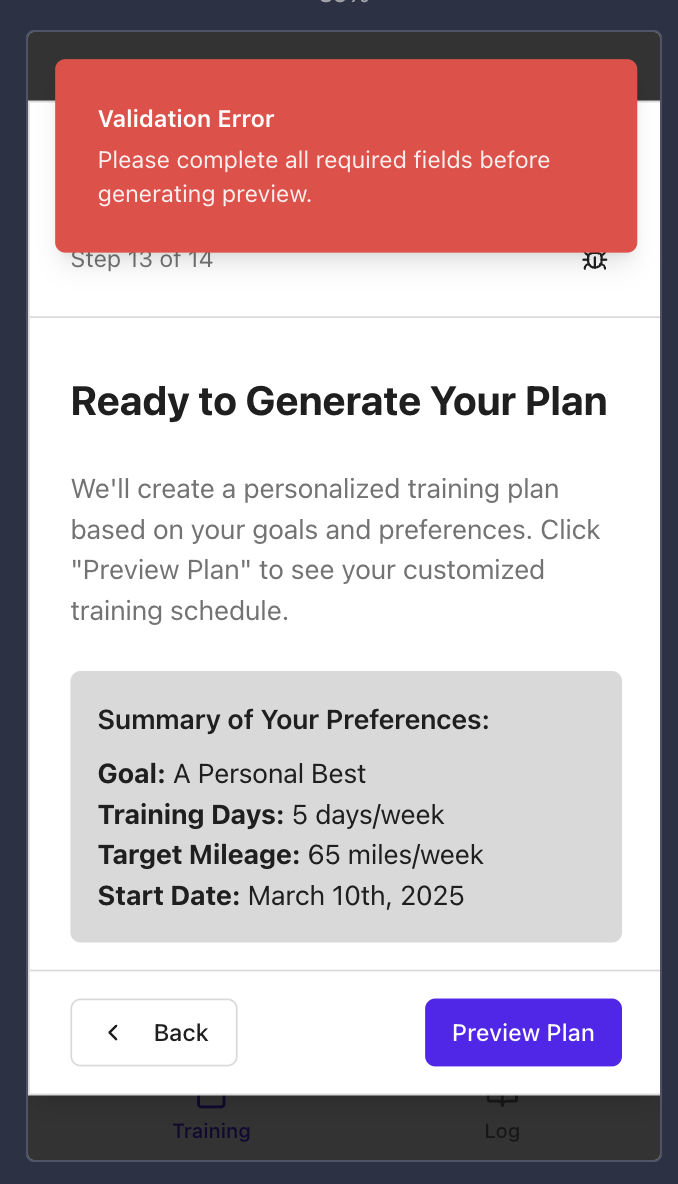 Validation Error
Please complete all required fields before
generating preview.
Step 13 of 14
Ready to Generate Your Plan
We'll create a personalized training plan
based on your goals and preferences. Click
"Preview Plan" to see your customized
training schedule.
Summary of Your Preferences:
Goal: A Personal Best
Training Days: 5 days/week
Target Mileage: 65 miles/week
Start Date: March 10th, 2025
Back
Preview Plan
Training
Log